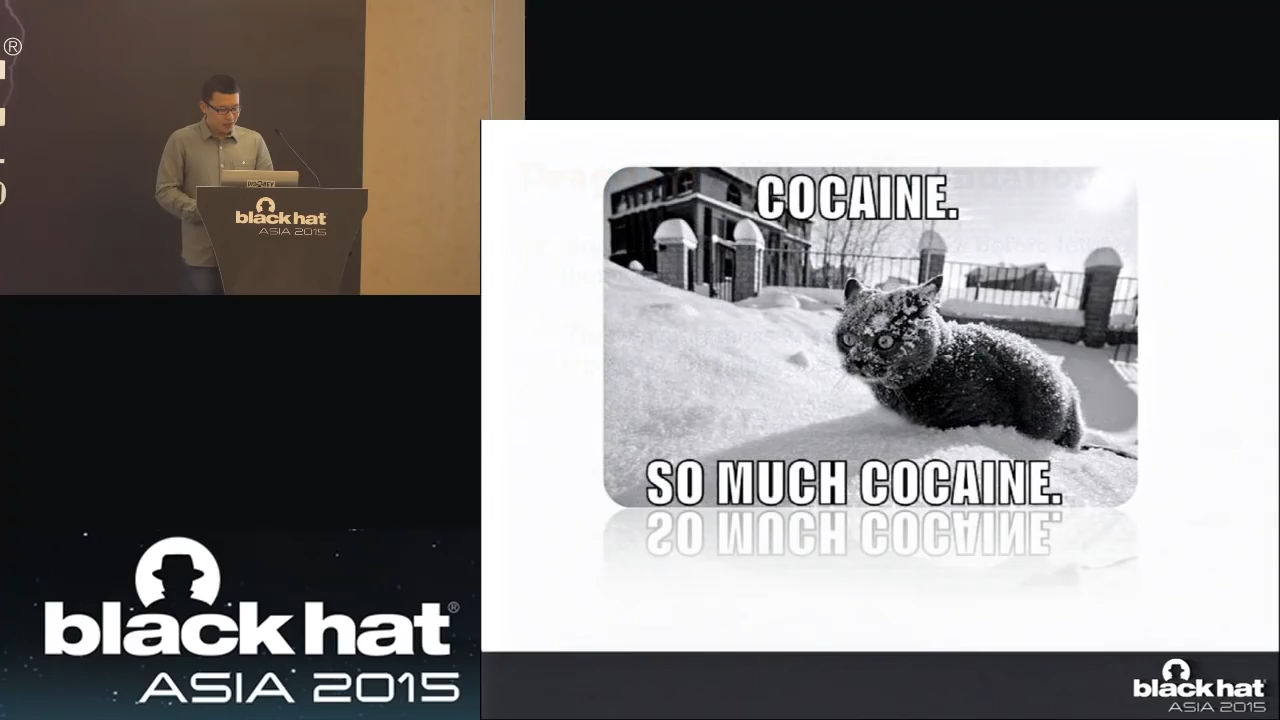 ®
black hat
ASIA 2015
COCAINE.
SO MUCH COCAINE.
SO MUCH COCAINE.
black hat®
ASIA 2015
black hat
ASIA 2015